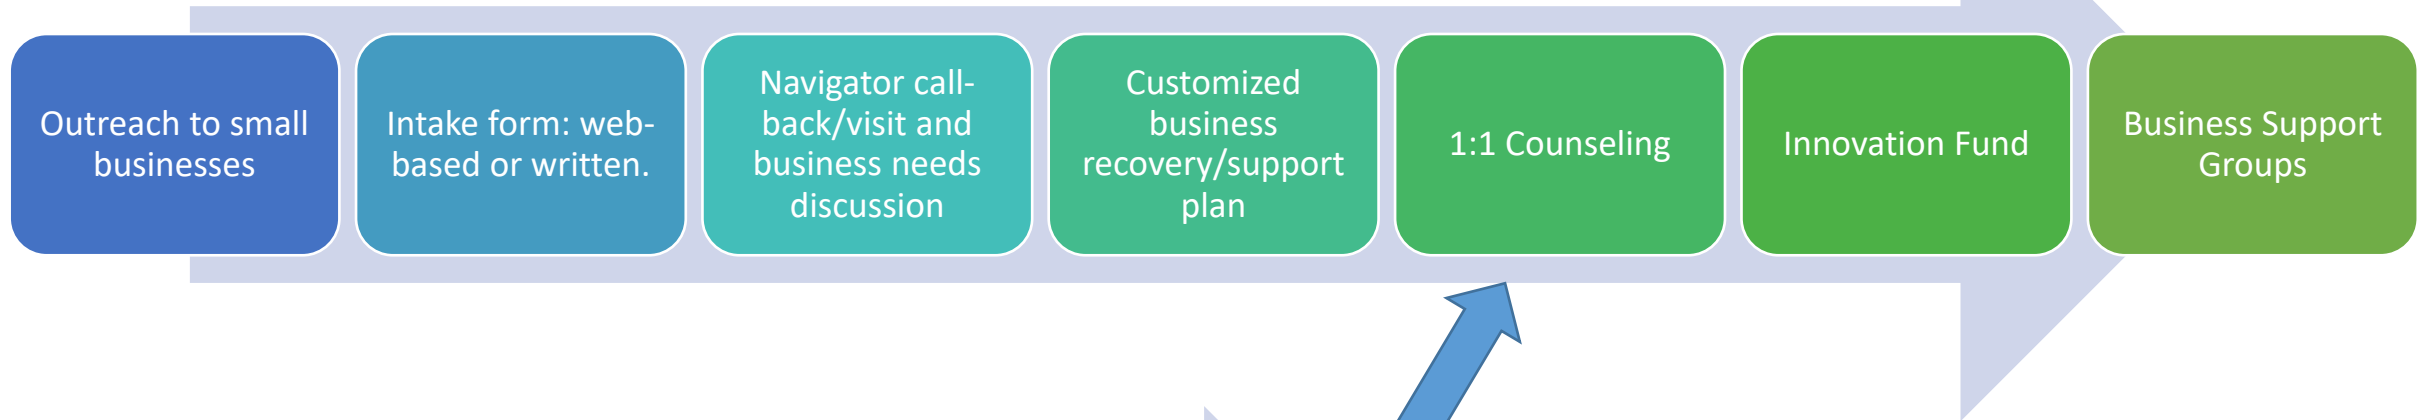 Outreach to small
businesses
Intake form: web-
based or written.
Navigator call-
back/visit and
business needs
discussion
Customized
business
recovery/support
plan
1:1 Counseling
Innovation Fund
Business Support
Groups